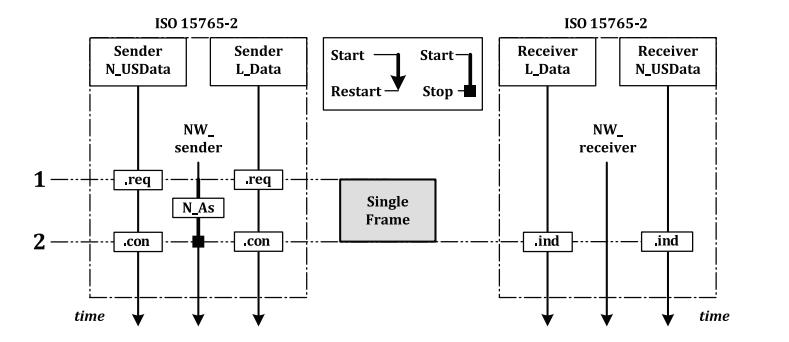 ISO 15765-2
ISO 15765-2
Sender
N_USData
Sender
L_Data
Start
Restart
Start
Stop
Receiver
L_Data
Receiver
N_USData
NW_
sender
NW_
receiver
1
.req
.req
N_As
Single
Frame
2
.con
.con
.ind
.ind
time
time